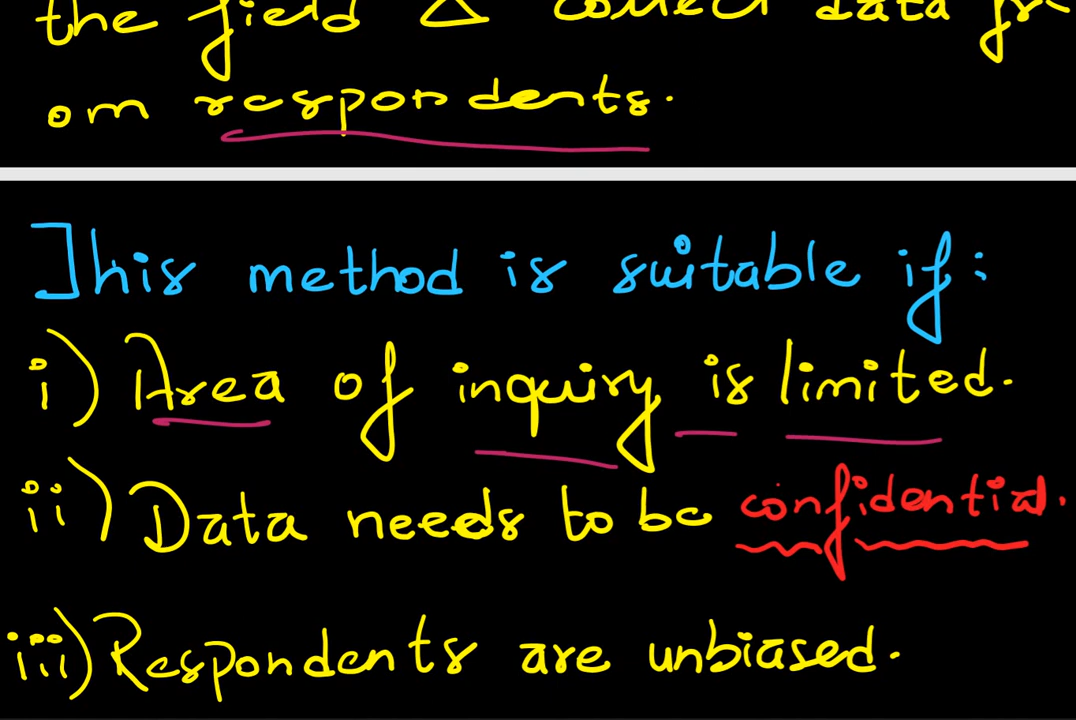 the field & collect data fr
om respondents.
This method is suitable if:
i) Area of inquiry is limited.
ii) Data needs to be confidential.
iii) Respondents are unbiased.